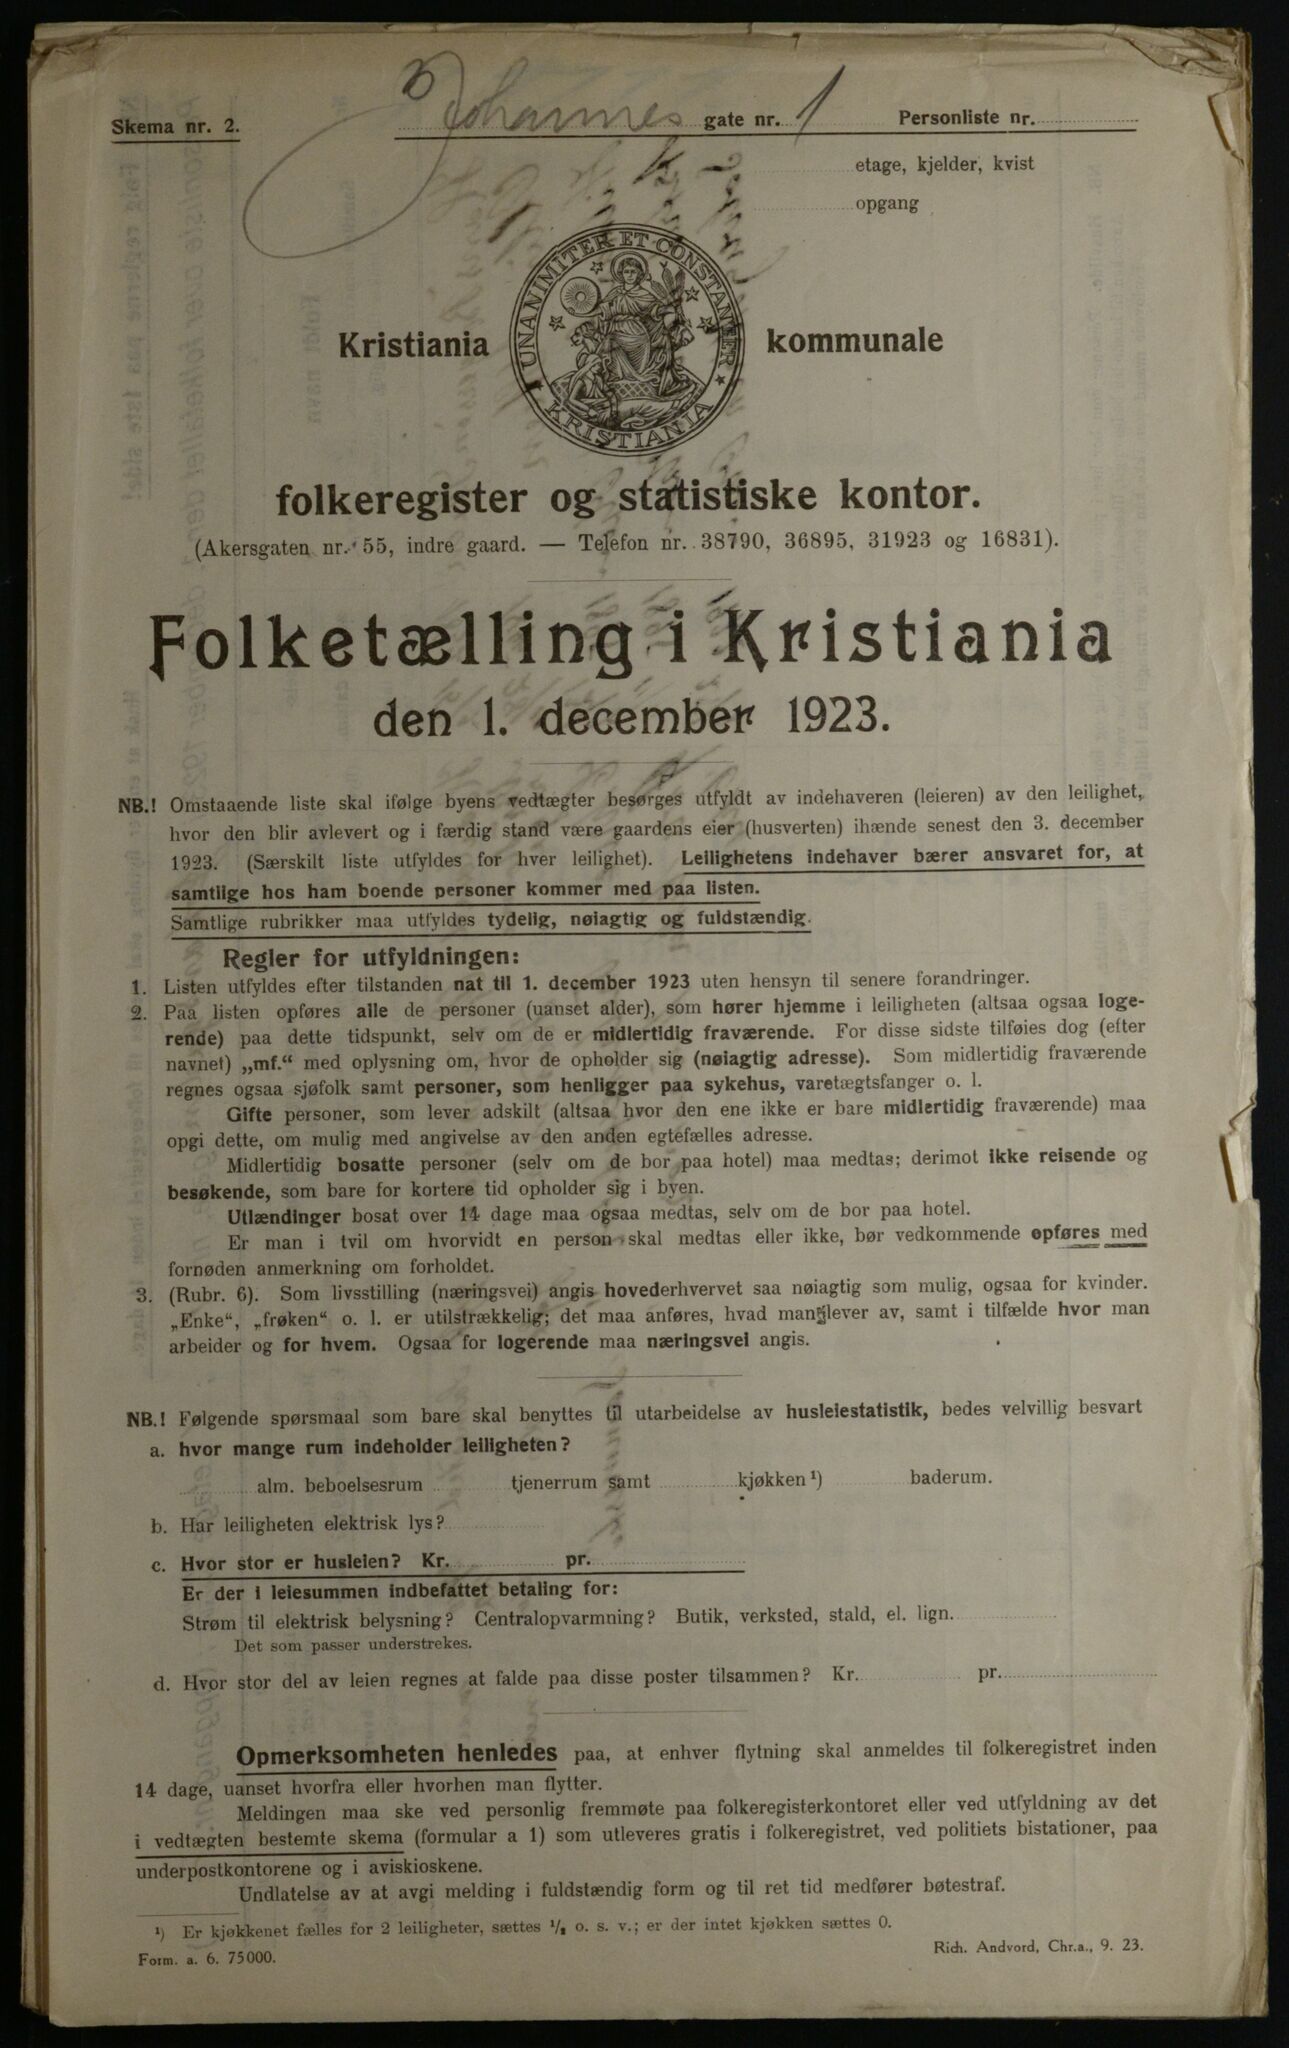 Skema nr. 2.
Johannes gate nr. 1 Personliste nr.
etage, kjelder, kvist
opgang
UNANIMITER ET CONSTANTER
KRISTIANIA
Kristiania kommunale
folkeregister og statistiske kontor.
(Akersgaten nr. 55, indre gaard. — Telefon nr. 38790, 36895, 31923 og 16831).
Folketælling i Kristiania
den 1. december 1923.
NB.! Omstaaende liste skal ifølge byens vedtægter besørges utfyldt av indehaveren (leieren) av den leilighet,
hvor den blir avlevert og i færdig stand være gaardens eier (husverten) ihænde senest den 3. december
1923. (Særskilt liste utfyldes for hver leilighet). Leilighetens indehaver bærer ansvaret for, at
samtlige hos ham boende personer kommer med paa listen.
Samtlige rubrikker maa utfyldes tydelig, nøiagtig og fuldstændig.
Regler for utfyldningen:
1. Listen utfyldes efter tilstanden nat til 1. december 1923 uten hensyn til senere forandringer.
2. Paa listen opføres alle de personer (uanset alder), som hører hjemme i leiligheten (altsaa ogsaa loge-
rende) paa dette tidspunkt, selv om de er midlertidig fraværende. For disse sidste tilføies dog (efter
navnet) „mf.“ med oplysning om, hvor de opholder sig (nøiagtig adresse). Som midlertidig fraværende
regnes ogsaa sjøfolk samt personer, som henligger paa sykehus, varetægtsfanger o. l.
Gifte personer, som lever adskilt (altsaa hvor den ene ikke er bare midlertidig fraværende) maa
opgi dette, om mulig med angivelse av den anden egtefælles adresse.
Midlertidig bosatte personer (selv om de bor paa hotel) maa medtas; derimot ikke reisende og
besøkende, som bare for kortere tid opholder sig i byen.
Utlændinger bosat over 14 dage maa ogsaa medtas, selv om de bor paa hotel.
Er man i tvil om hvorvidt en person skal medtas eller ikke, bør vedkommende opføres med
fornøden anmerkning om forholdet.
3. (Rubr. 6). Som livsstilling (næringsvei) angis hovederhvervet saa nøiagtig som mulig, ogsaa for kvinder.
„Enke“, „frøken“ o. l. er utilstrækkelig; det maa anføres, hvad man lever av, samt i tilfælde hvor man
arbeider og for hvem. Ogsaa for logerende maa næringsvei angis.
NB.! Følgende spørsmaal som bare skal benyttes til utarbeidelse av husleiestatistik, bedes velvillig besvart
a. hvor mange rum indeholder leiligheten?
alm. beboelsesrum tjenerrum samt kjøkken ¹) baderum.
b. Har leiligheten elektrisk lys?
c. Hvor stor er husleien? Kr. pr.
Er der i leiesummen indbefattet betaling for:
Strøm til elektrisk belysning? Centralopvarmning? Butik, verksted, stald, el. lign.
Det som passer understrekes.
d. Hvor stor del av leien regnes at falde paa disse poster tilsammen? Kr. pr.
Opmerksomheten henledes paa, at enhver flytning skal anmeldes til folkeregistret inden
14 dage, uanset hvorfra eller hvorhen man flytter.
Meldingen maa ske ved personlig fremmøte paa folkeregisterkontoret eller ved utfyldning av det
i vedtægten bestemte skema (formular a 1) som utleveres gratis i folkeregistret, ved politiets bistationer, paa
underpostkontorene og i aviskioskene.
Undlatelse av at avgi melding i fuldstændig form og til ret tid medfører bøtestraf.
¹) Er kjøkkenet fælles for 2 leiligheter, sættes ½ o. s. v.; er der intet kjøkken sættes 0.
Form. a. 6. 75000. Rich. Andvord, Chr.a., 9. 23.